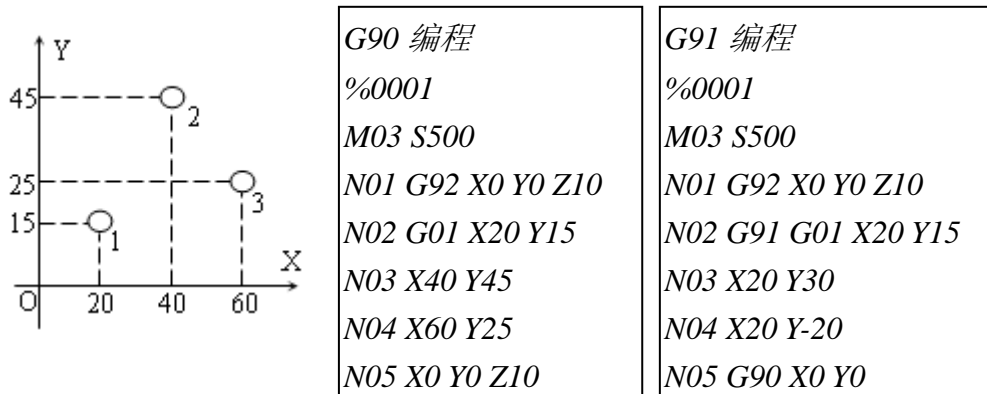 Y
45
2
25
3
15
1
X
O
20
40
60
G90 编程
%0001
M03 S500
N01 G92 X0 Y0 Z10
N02 G01 X20 Y15
N03 X40 Y45
N04 X60 Y25
N05 X0 Y0 Z10
G91 编程
%0001
M03 S500
N01 G92 X0 Y0 Z10
N02 G91 G01 X20 Y15
N03 X20 Y30
N04 X20 Y-20
N05 G90 X0 Y0